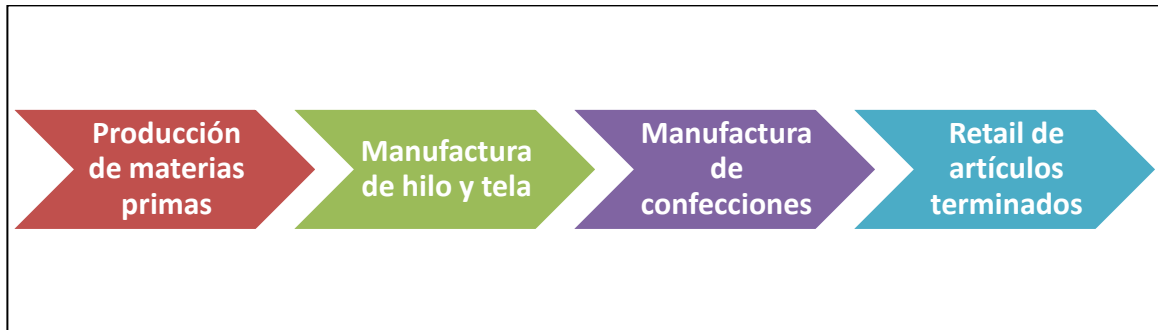 Producción
de materias
primas
Manufactura
de hilo y tela
Manufactura
de
confecciones
Retail de
artículos
terminados